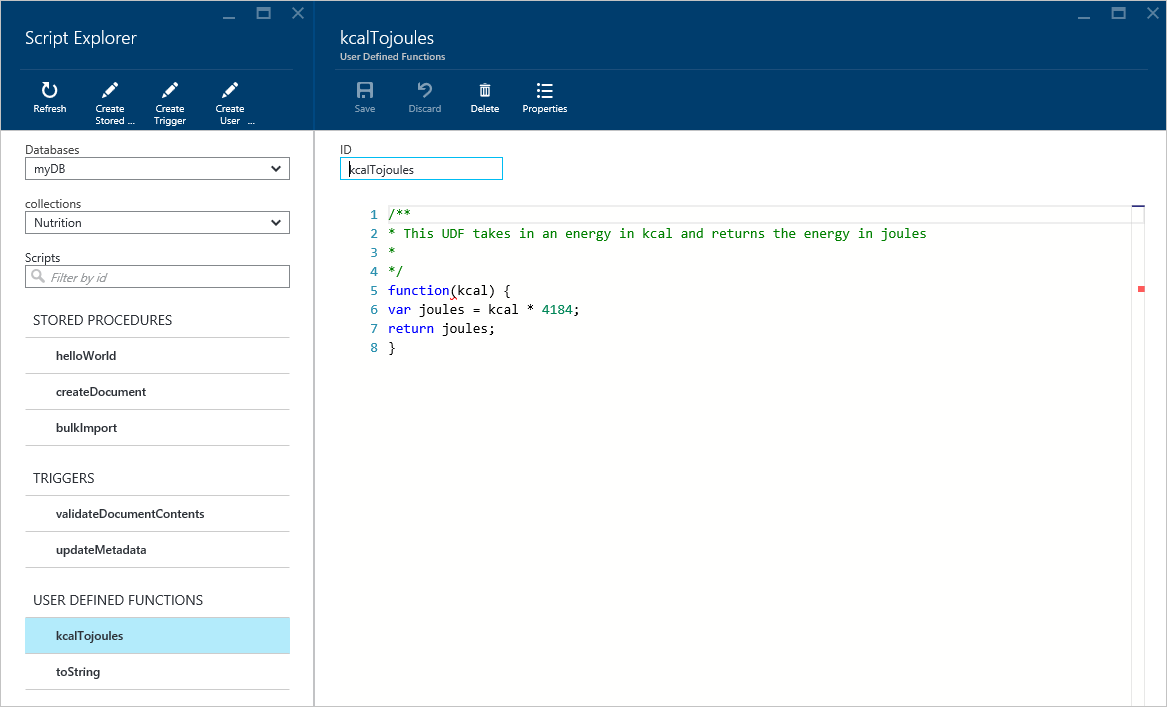 Script Explorer
Refresh
Create
Stored ...
Create
Trigger
Create
User ...
Databases
myDB
collections
Nutrition
Scripts
Filter by id
STORED PROCEDURES
helloWorld
createDocument
bulkImport
TRIGGERS
validateDocumentContents
updateMetadata
USER DEFINED FUNCTIONS
kcalTojoules
toString
kcalTojoules
User Defined Functions
Save
Discard
Delete
Properties
ID
kcalTojoules
1 /**
2 * This UDF takes in an energy in kcal and returns the energy in joules
3 *
4 */
5 function(kcal) {
6 var joules = kcal * 4184;
7 return joules;
8 }